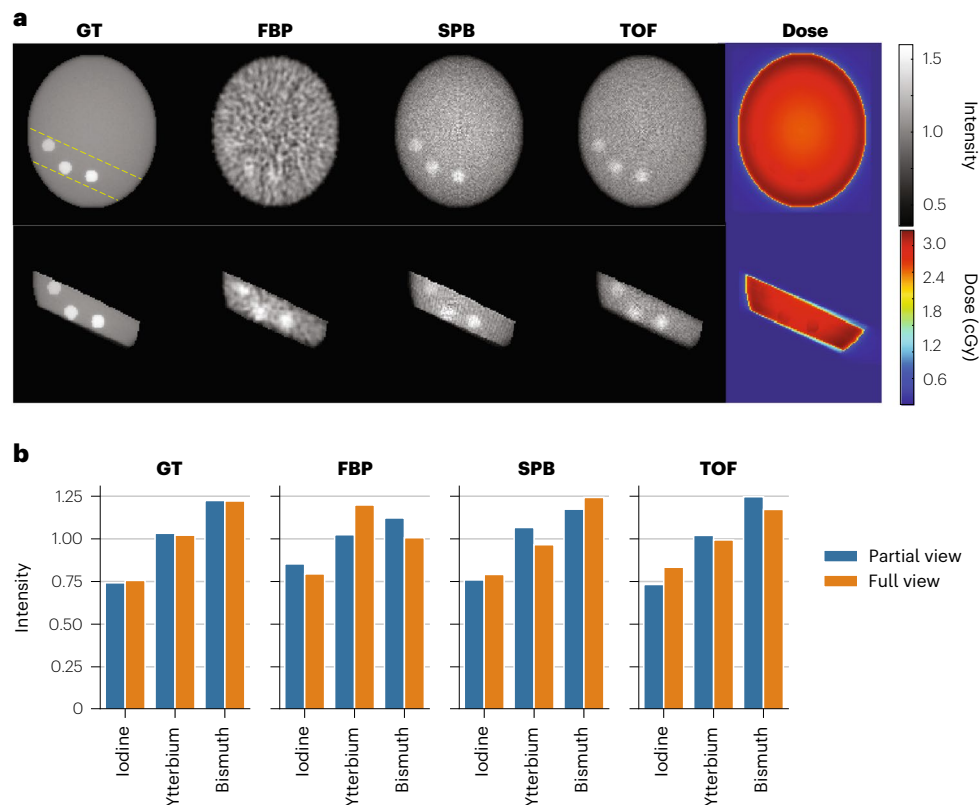 a
GT FBP SPB TOF Dose
1.5
1.0
0.5
Intensity
3.0
2.4
1.8
1.2
0.6
Dose (cGy)
b
GT FBP SPB TOF
1.25
1.00
0.75
0.50
0.25
0
Intensity
Partial view
Full view
Iodine Ytterbium Bismuth Iodine Ytterbium Bismuth Iodine Ytterbium Bismuth Iodine Ytterbium Bismuth